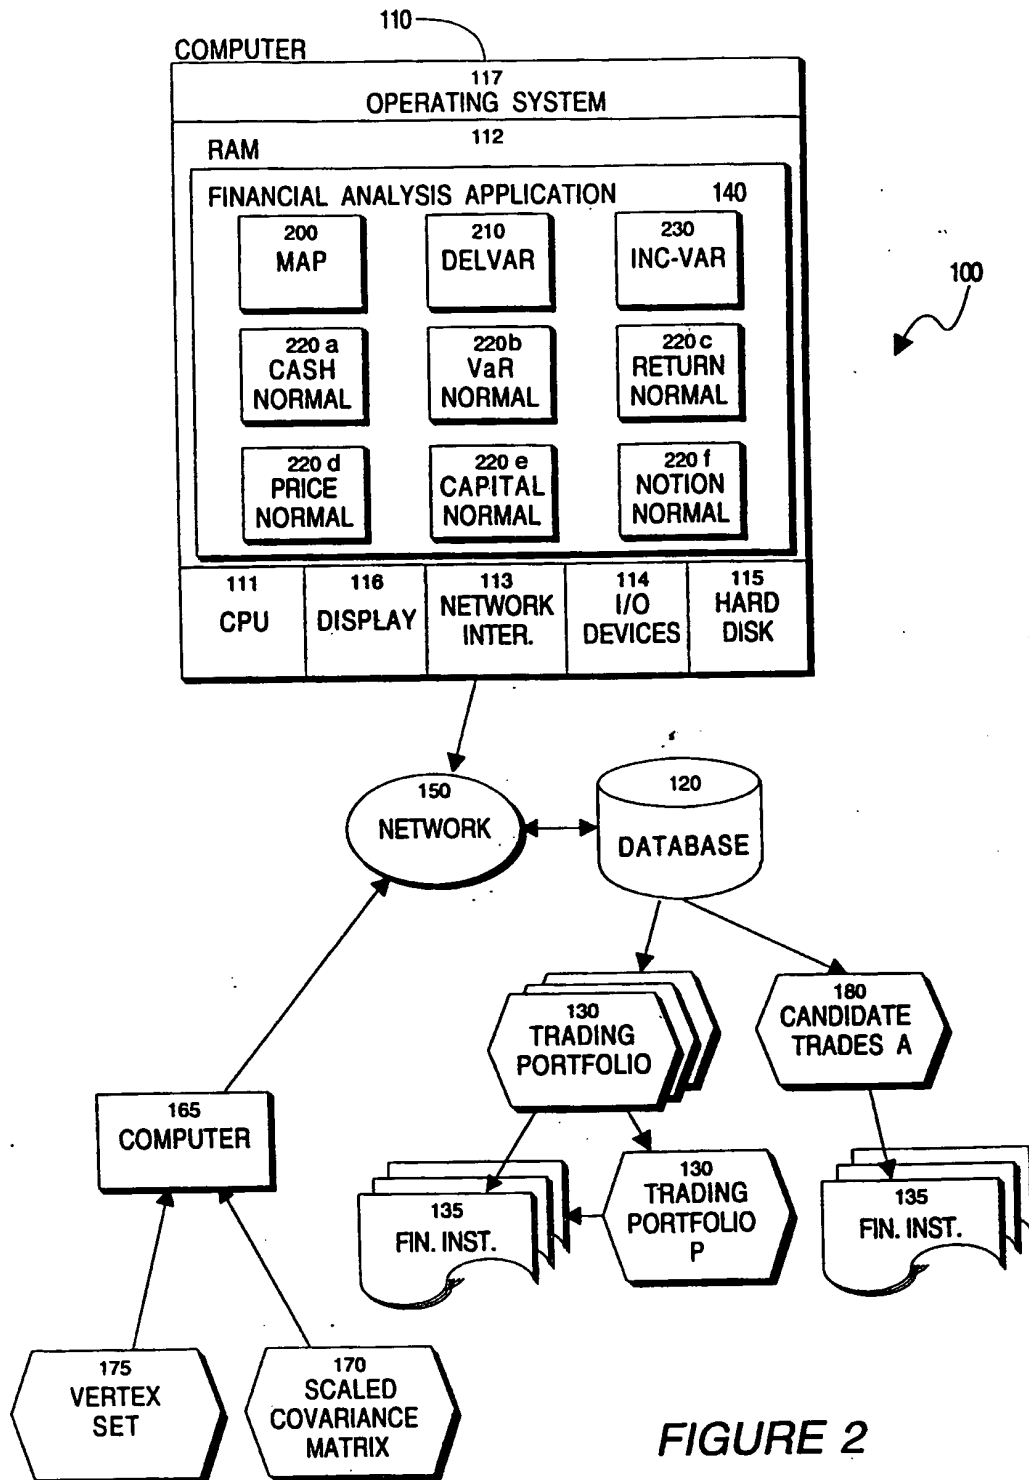 110
COMPUTER
117
OPERATING SYSTEM
112
RAM
FINANCIAL ANALYSIS APPLICATION 140
200
MAP
210
DELVAR
230
INC-VAR
100
220 a
CASH
NORMAL
220b
VaR
NORMAL
220 c
RETURN
NORMAL
220 d
PRICE
NORMAL
220 e
CAPITAL
NORMAL
220 f
NOTION
NORMAL
111
CPU
116
DISPLAY
113
NETWORK
INTER.
114
I/O
DEVICES
115
HARD
DISK
150
NETWORK
120
DATABASE
130
TRADING
PORTFOLIO
180
CANDIDATE
TRADES A
165
COMPUTER
135
FIN. INST.
130
TRADING
PORTFOLIO
P
135
FIN. INST.
175
VERTEX
SET
170
SCALED
COVARIANCE
MATRIX
FIGURE 2